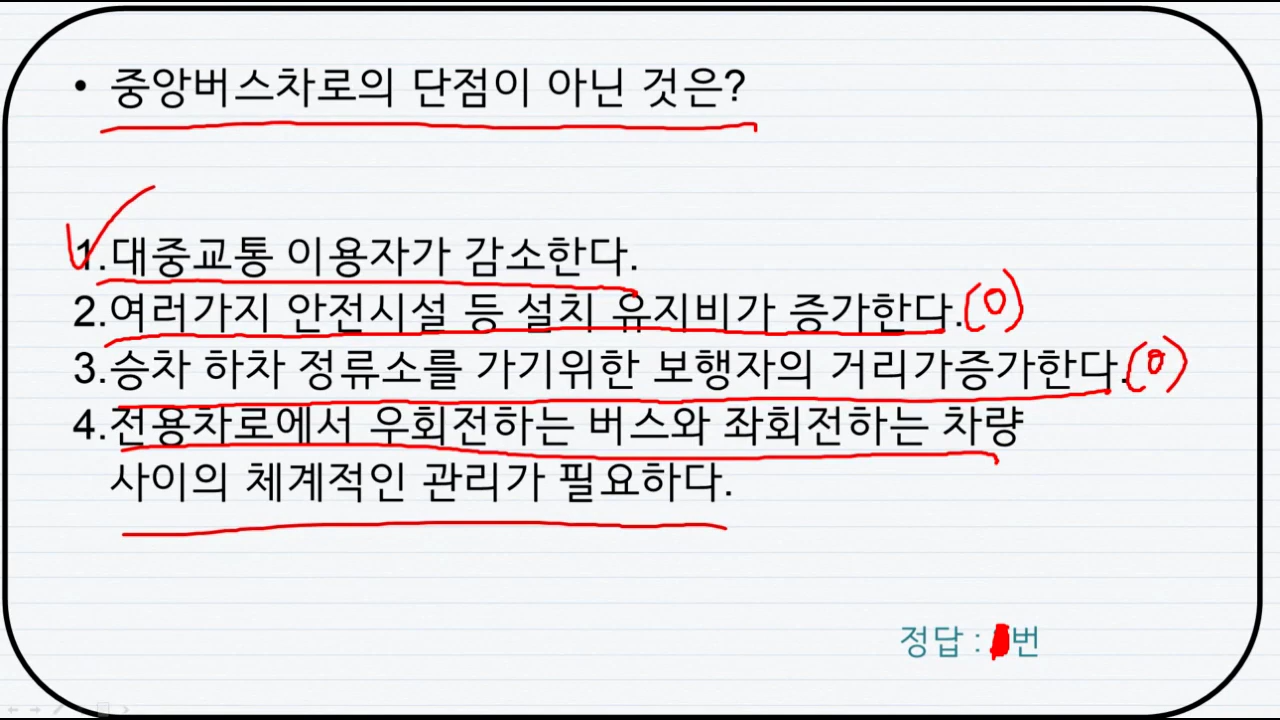 • 중앙버스차로의 단점이 아닌 것은?
1.대중교통 이용자가 감소한다.
2.여러가지 안전시설 등 설치 유지비가 증가한다.(O)
3.승차 하차 정류소를 가기위한 보행자의 거리가증가한다.(O)
4.전용차로에서 우회전하는 버스와 좌회전하는 차량
사이의 체계적인 관리가 필요하다.
정답 : 번